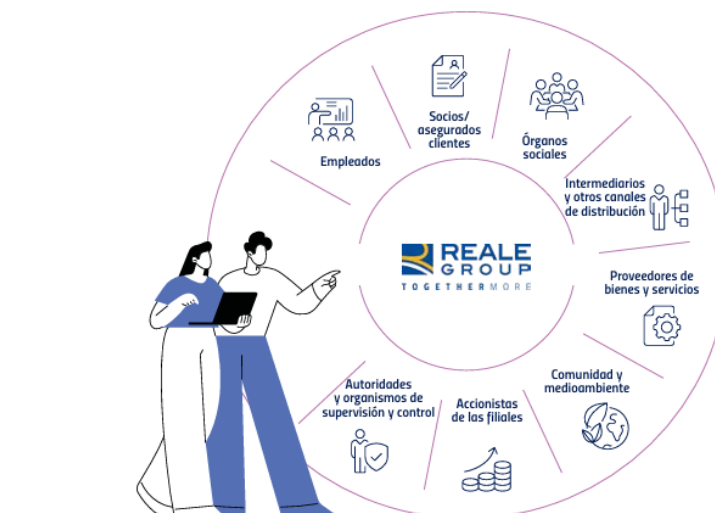 Socios/
asegurados
clientes
Órganos
sociales
Empleados
Intermediarios
y otros canales
de distribución
REALE
GROUP
TOGETHERMORE
Proveedores de
bienes y servicios
Comunidad y
medioambiente
Autoridades
y organismos de
supervisión y control
Accionistas
de las filiales